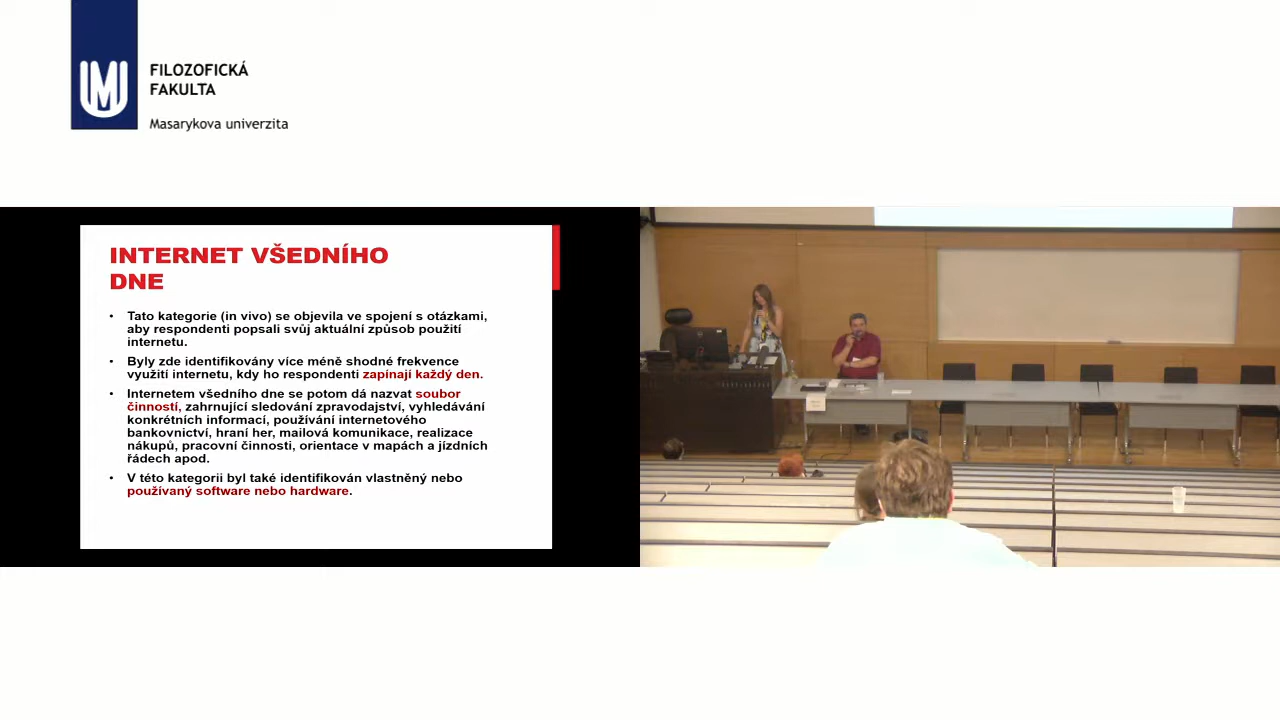 FILOZOFICKÁ
FAKULTA
Masarykova univerzita
INTERNET VŠEDNÍHO
DNE
• Tato kategorie (in vivo) se objevila ve spojení s otázkami,
aby respondenti popsali svůj aktuální způsob použití
internetu.
• Byly zde identifikovány více méně shodné frekvence
využití internetu, kdy ho respondenti zapínají každý den.
• Internetem všedního dne se potom dá nazvat soubor
činností, zahrnující sledování zpravodajství, vyhledávání
konkrétních informací, používání internetového
bankovnictví, hraní her, mailová komunikace, realizace
nákupů, pracovní činnosti, orientace v mapách a jízdních
řádech apod.
• V této kategorii byl také identifikován vlastněný nebo
používaný software nebo hardware.